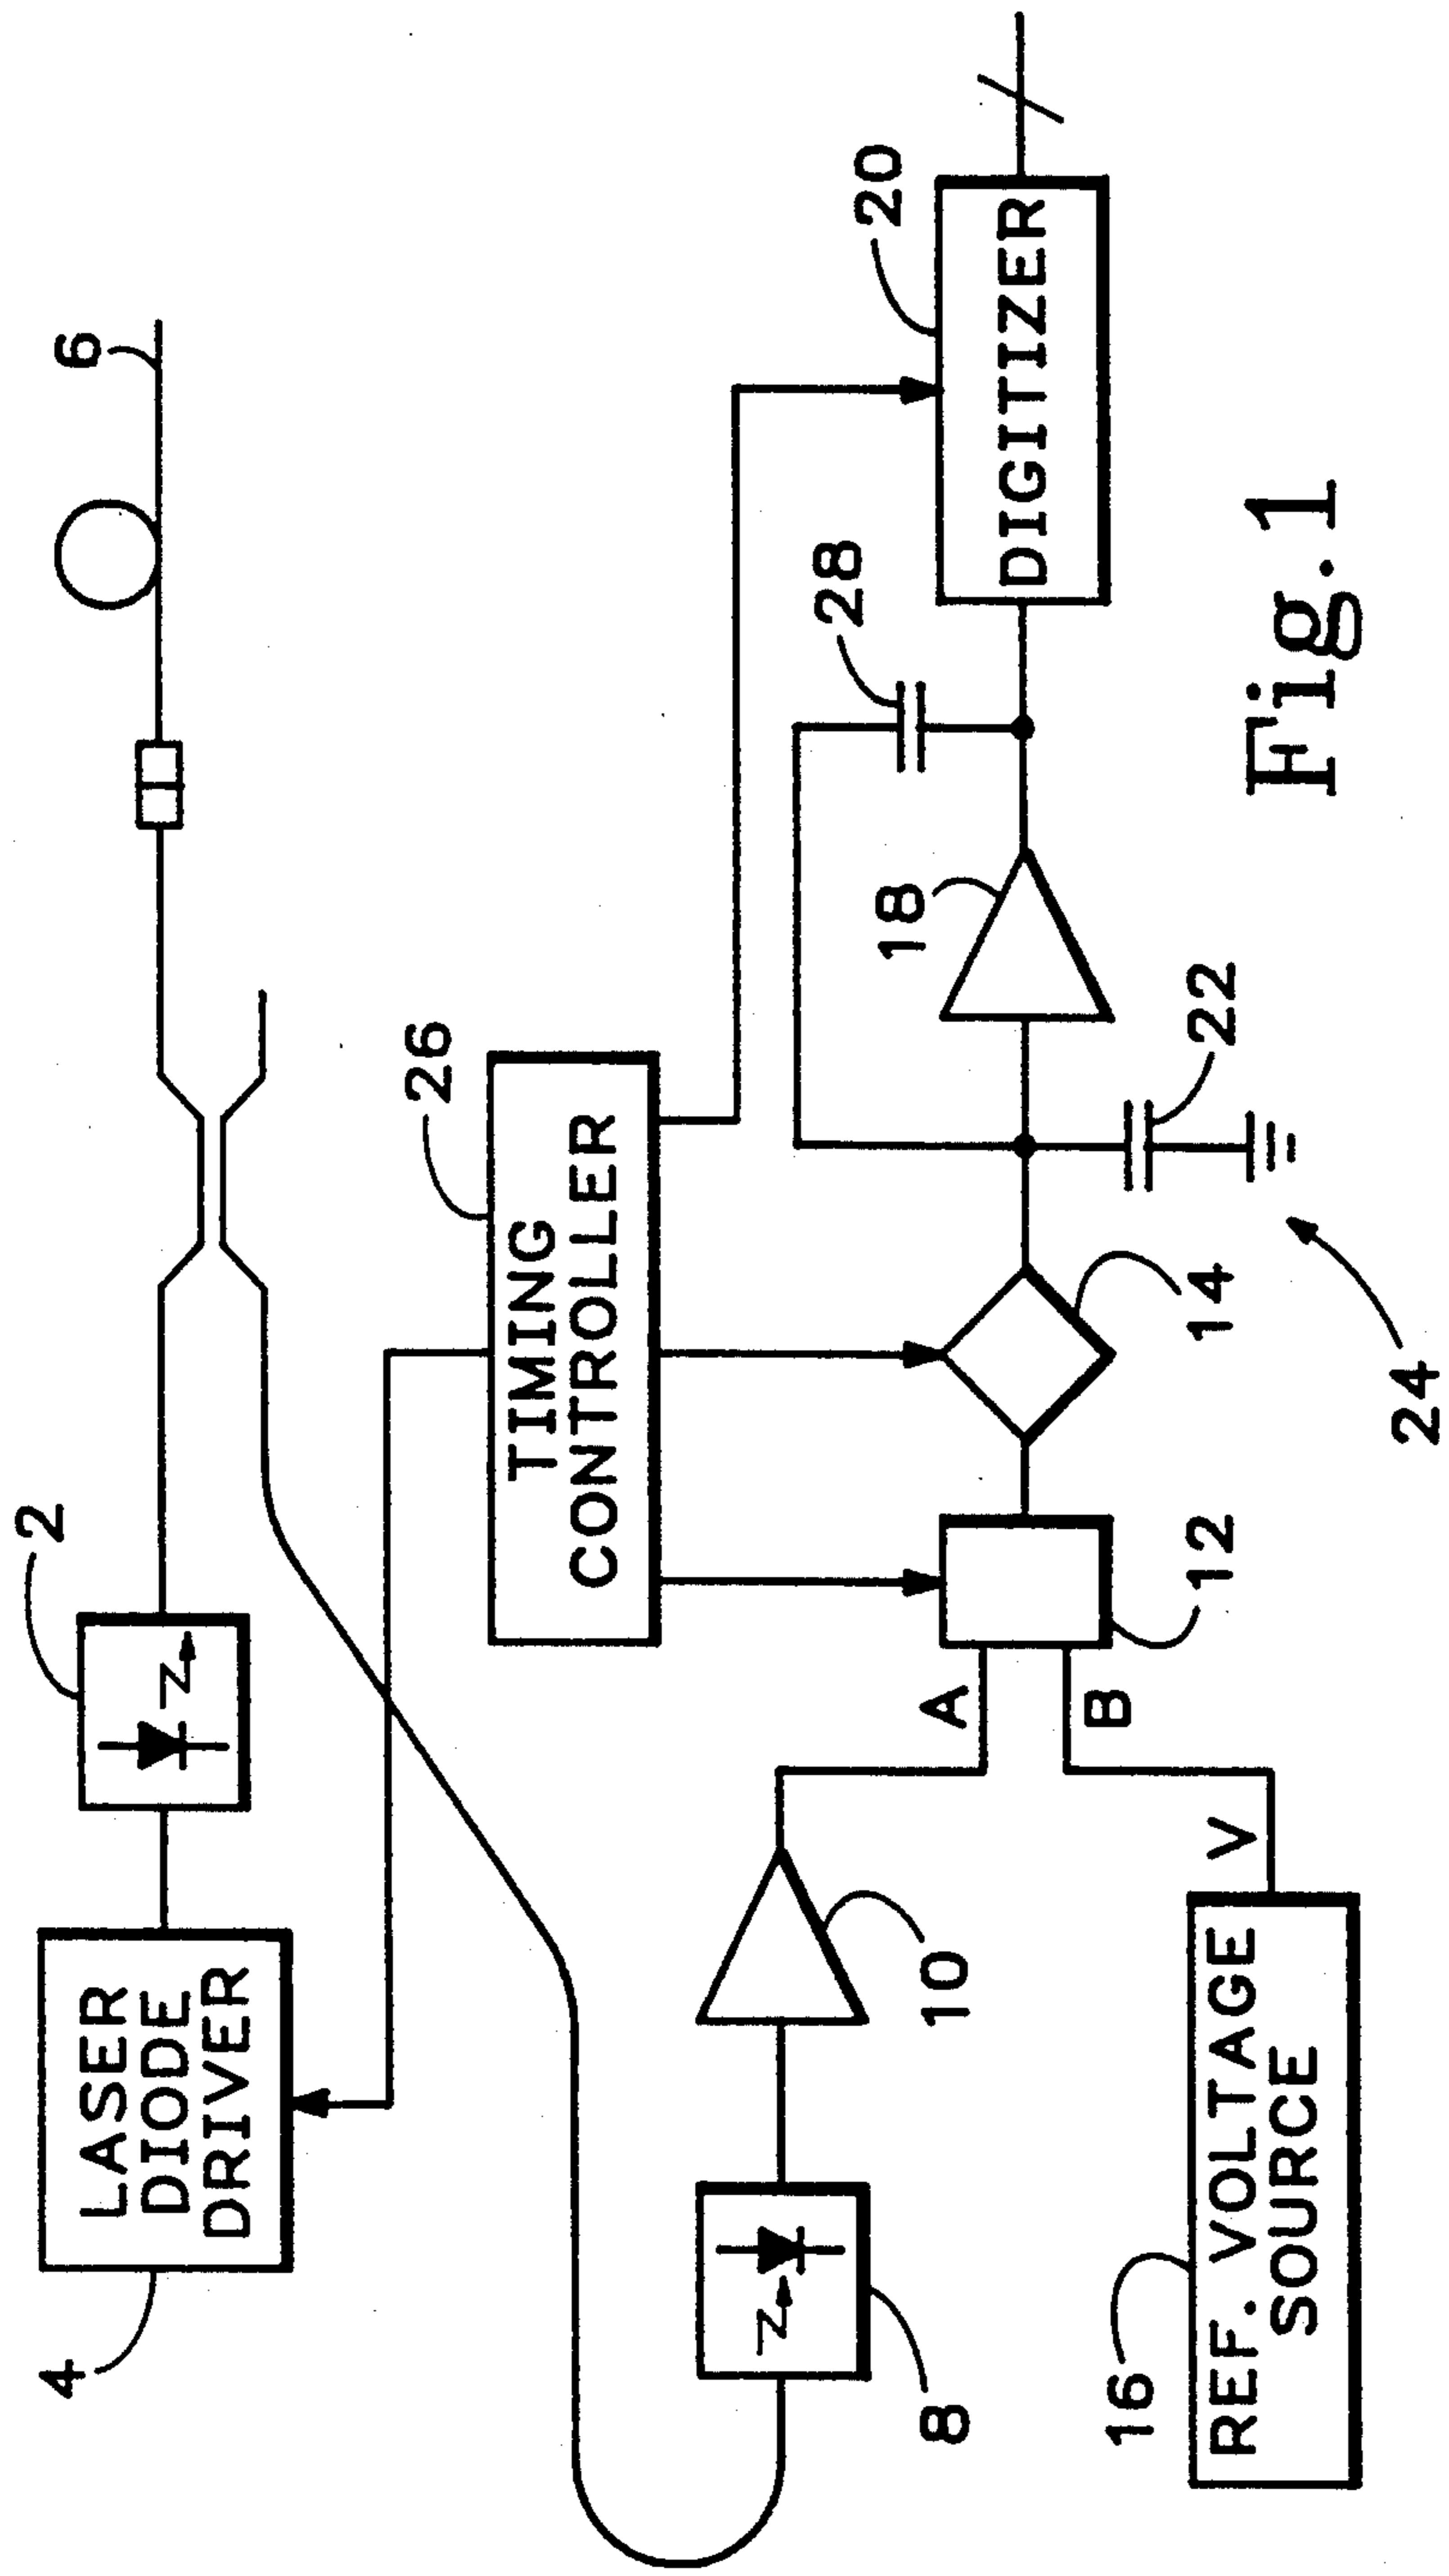 4
LASER
DIODE
DRIVER
2
6
26
TIMING
CONTROLLER
8
10
A
B
12
14
18
28
20
DIGITIZER
22
24
16
REF. VOLTAGE
SOURCE
V
Fig. 1